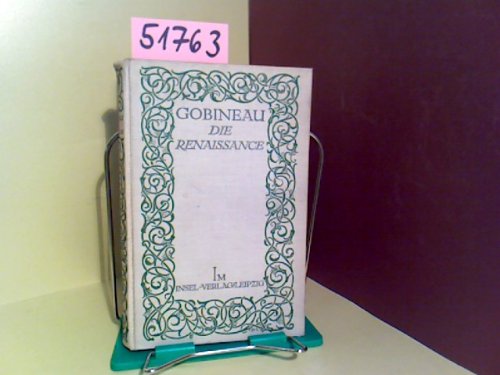 51763
GOBINEAU
DIE
RENAISSANCE
IM
INSEL-VERLAG/LEIPZIG